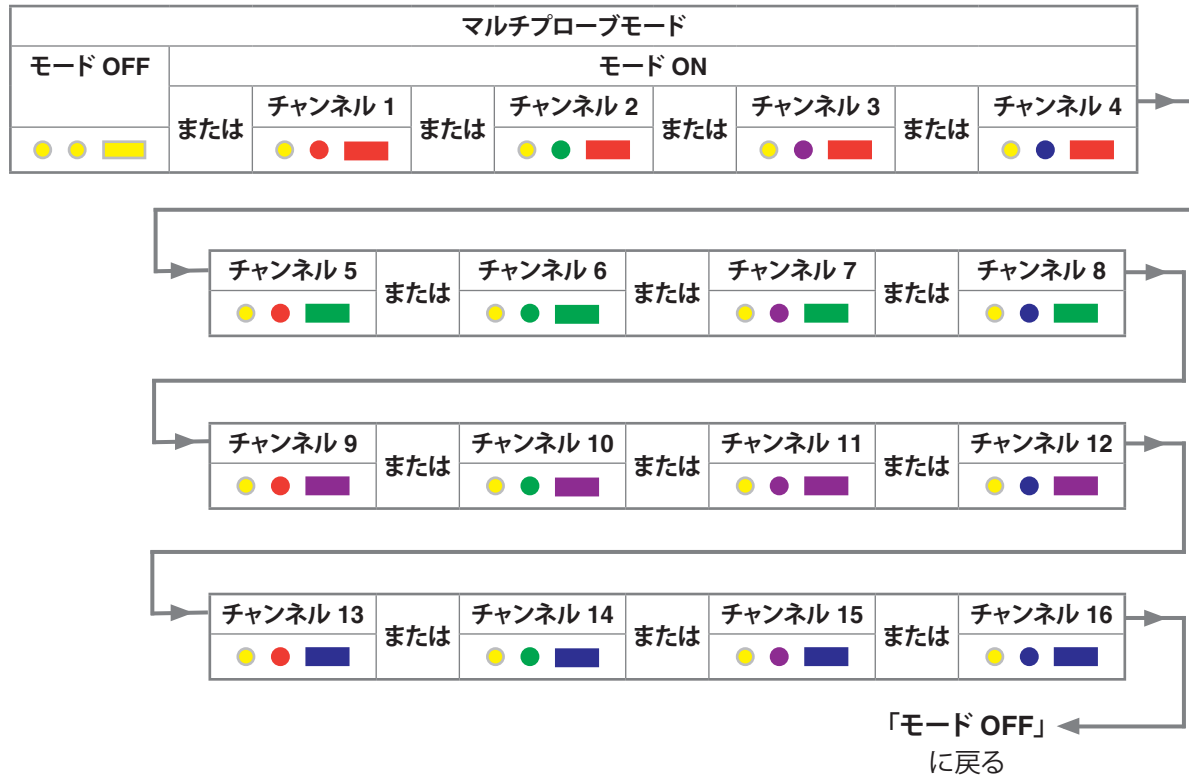 マルチプローブモード
モード OFF
モード ON
または
チャンネル 1
または
チャンネル 2
または
チャンネル 3
または
チャンネル 4
チャンネル 5
または
チャンネル 6
または
チャンネル 7
または
チャンネル 8
チャンネル 9
または
チャンネル 10
または
チャンネル 11
または
チャンネル 12
チャンネル 13
または
チャンネル 14
または
チャンネル 15
または
チャンネル 16
「モード OFF」
に戻る